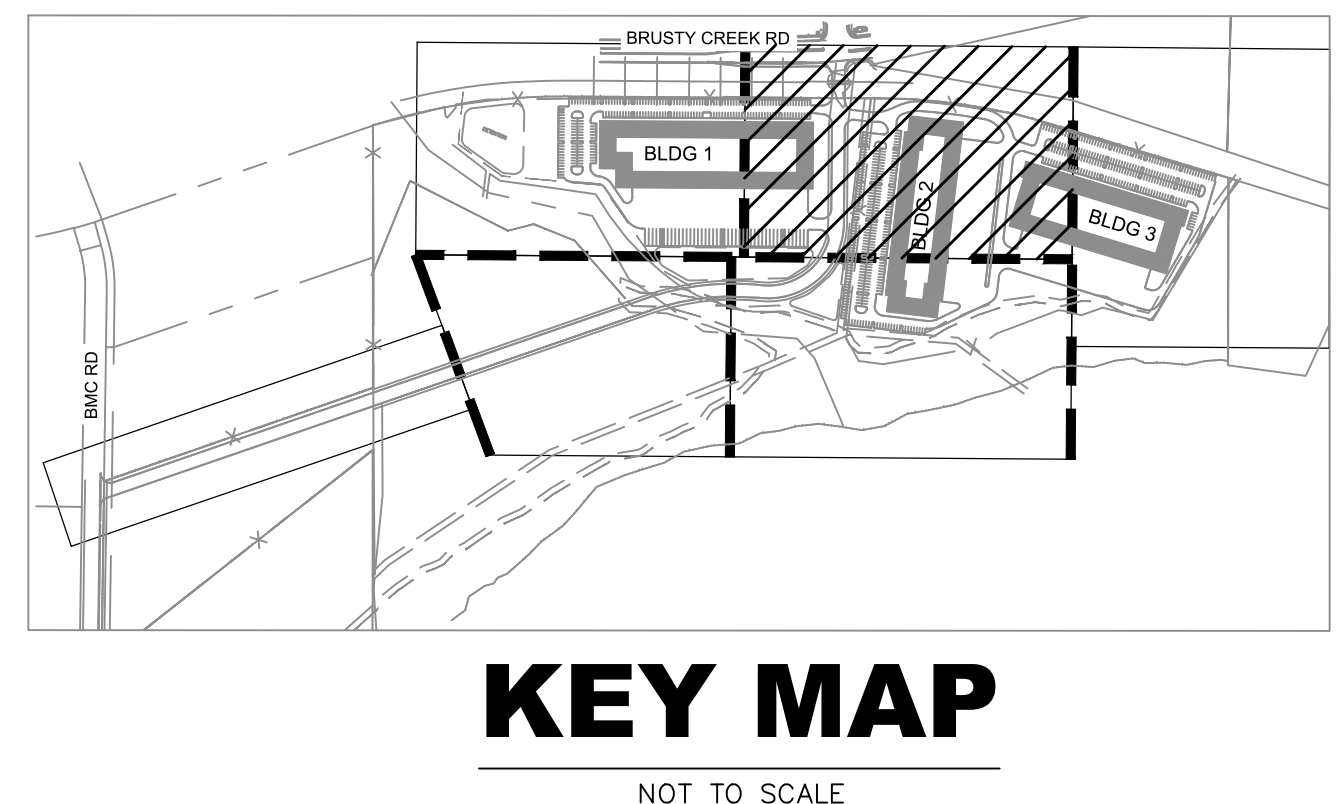 BRUSTY CREEK RD
BLDG 1
BLDG 2
BLDG 3
BMC RD
KEY MAP
NOT TO SCALE